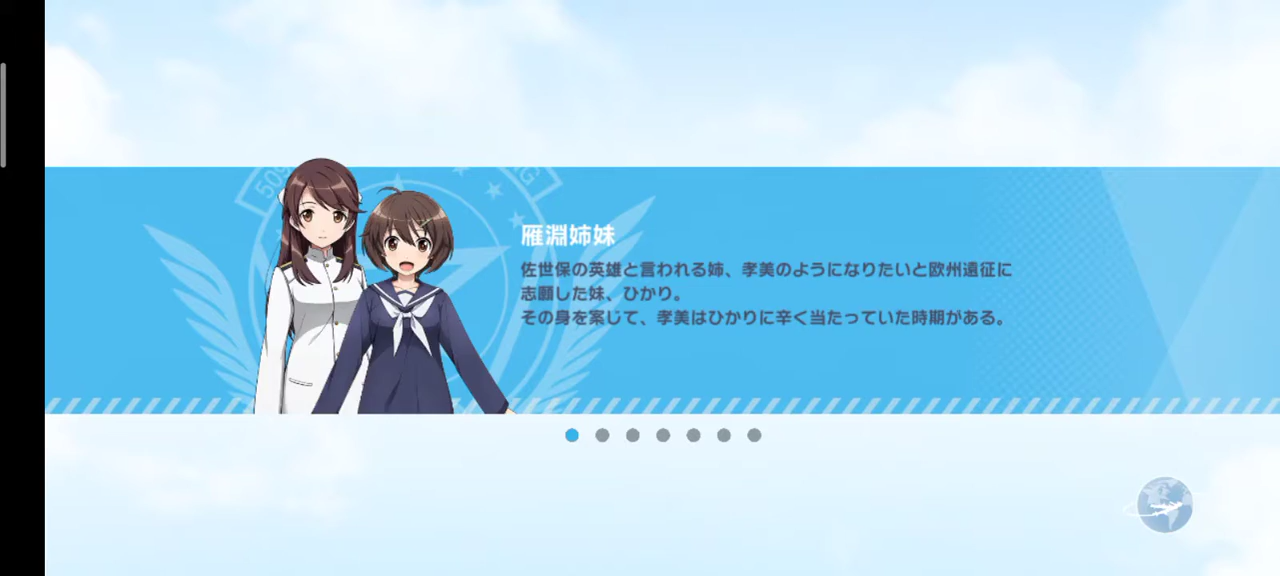 雁淵姉妹
佐世保の英雄と言われる姉、孝美のようになりたいと欧州遠征に
志願した妹、ひかり。
その身を案じて、孝美はひかりに辛く当たっていた時期がある。